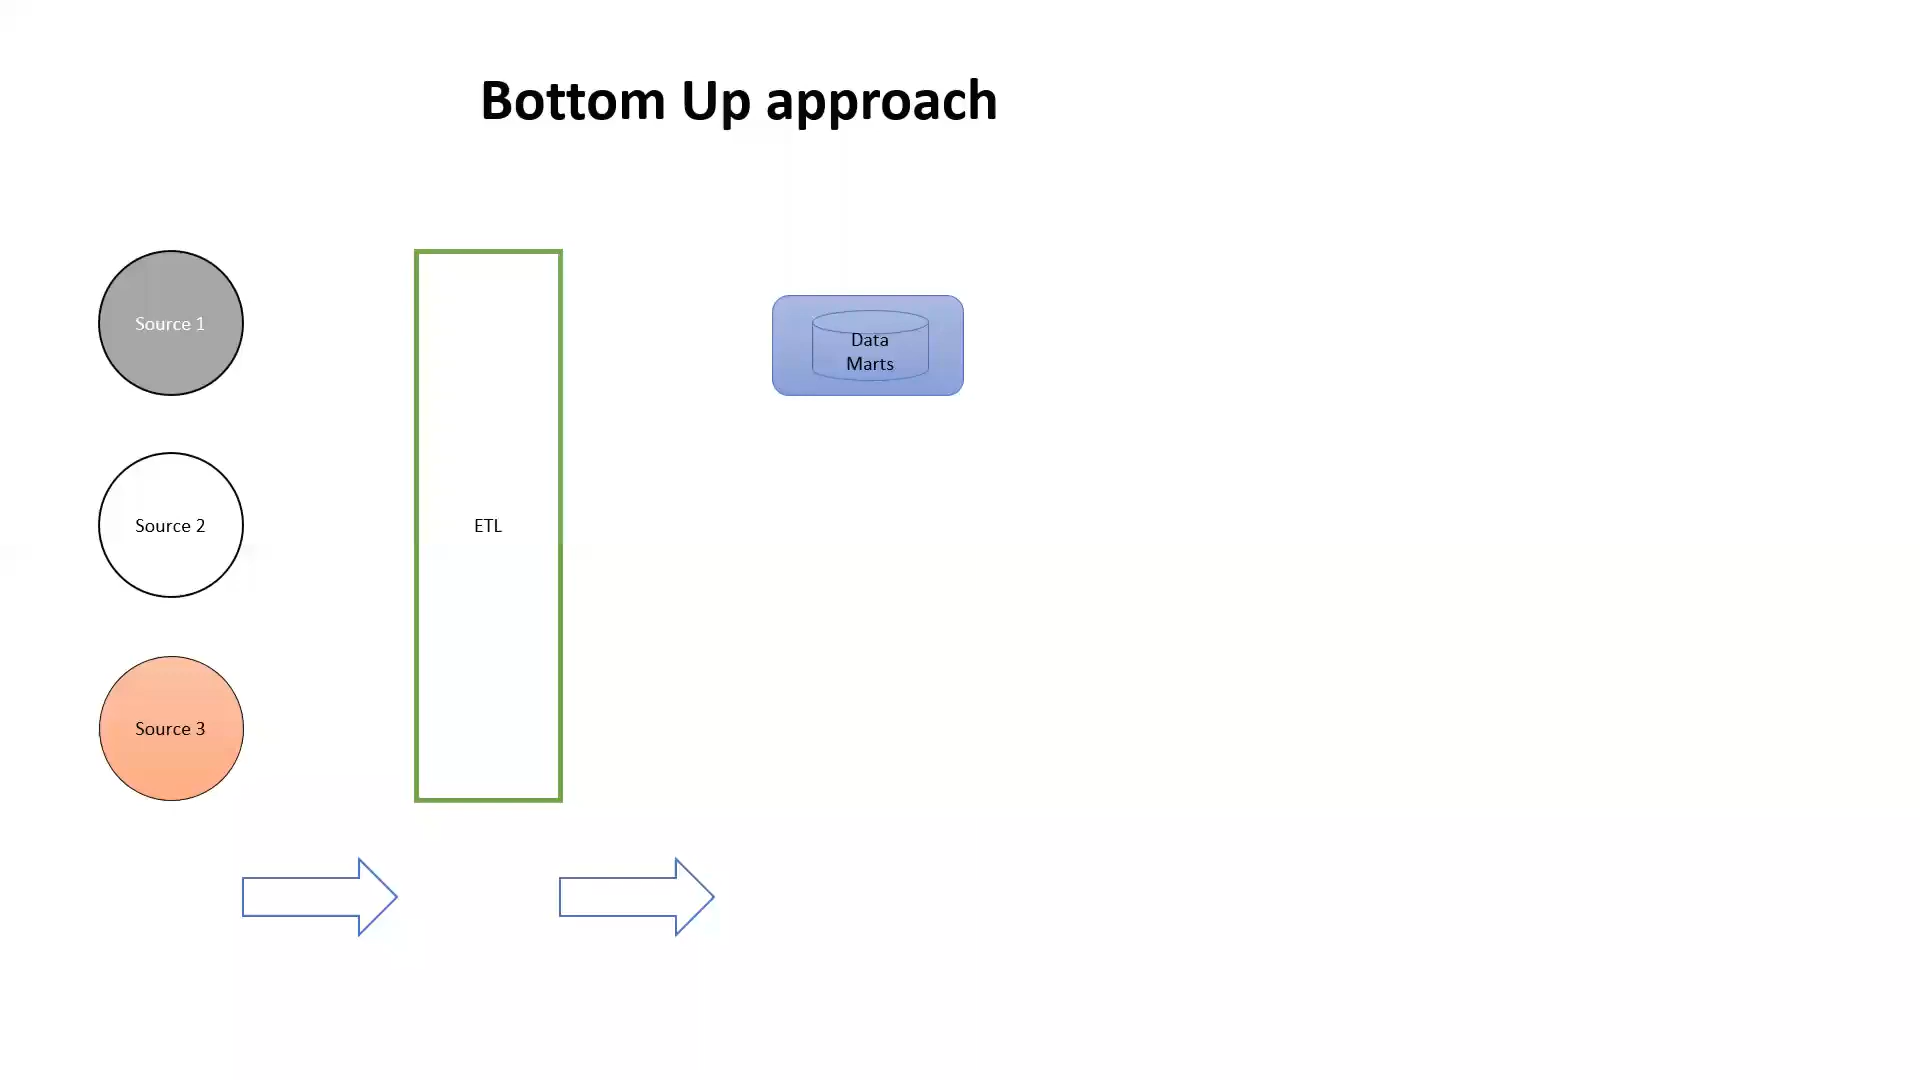 Bottom Up approach
Source 1
Data
Marts
Source 2
ETL
Source 3